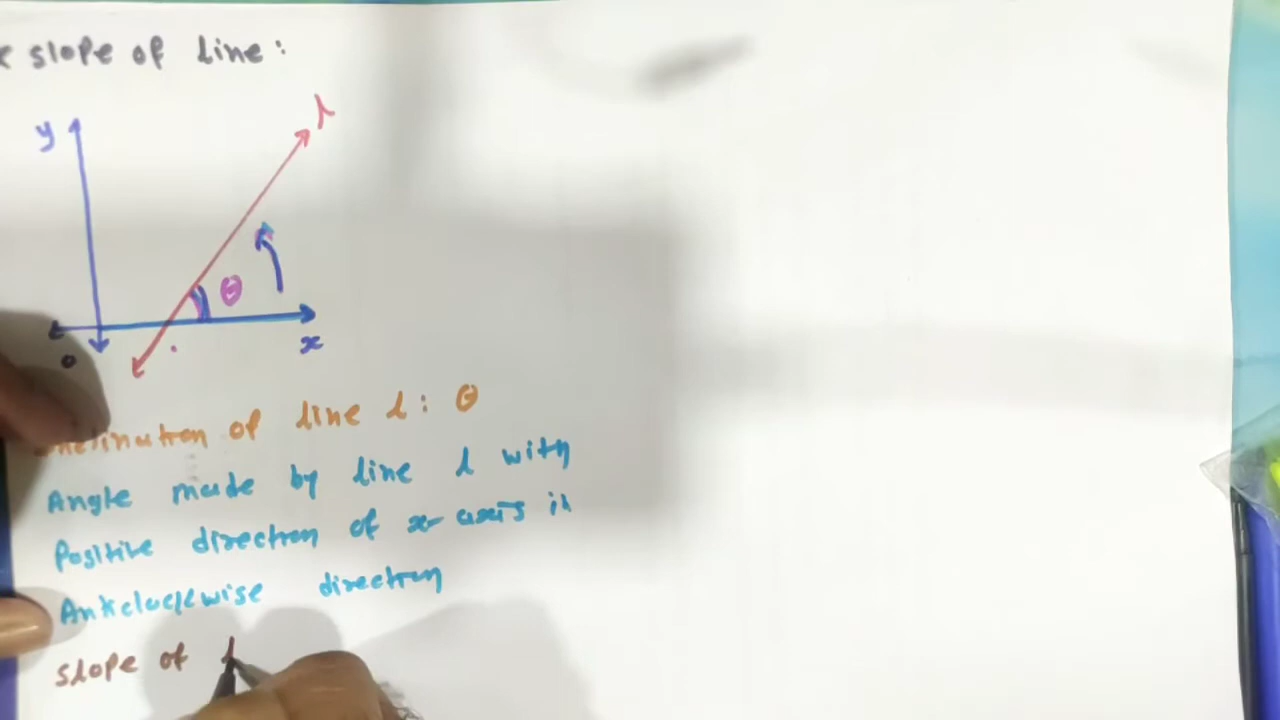 slope of line:
y
l
θ
x
o
Inclination of line l: θ
Angle made by line l with
Positive direction of x-axis in
Anticlockwise direction
slope of l